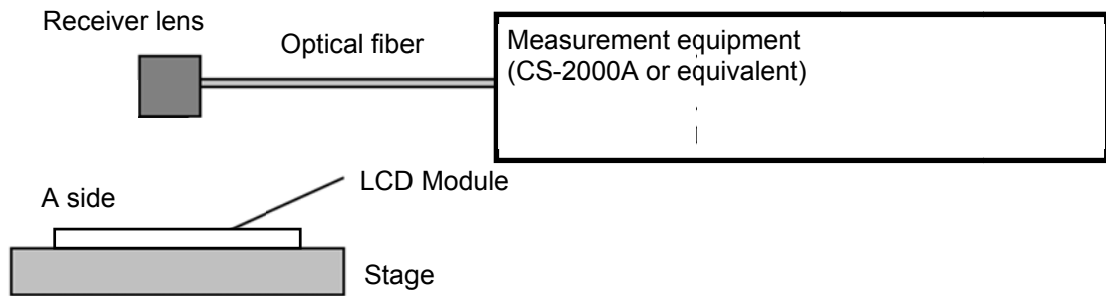 Receiver lens
Optical fiber
Measurement equipment
(CS-2000A or equivalent)
LCD Module
A side
Stage